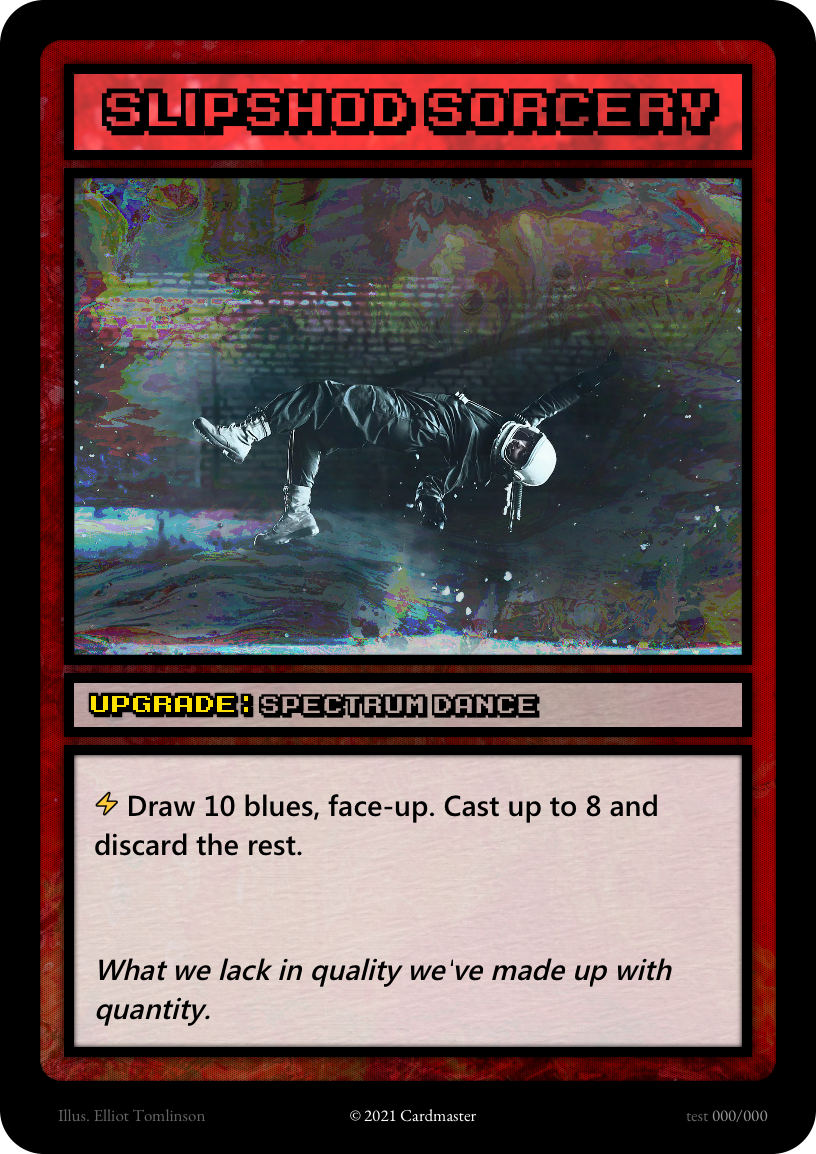 SLIPSHOD SORCERY
UPGRADE: SPECTRUM DANCE
⚡ Draw 10 blues, face-up. Cast up to 8 and
discard the rest.
What we lack in quality we've made up with
quantity.
Illus. Elliot Tomlinson
© 2021 Cardmaster
test 000/000